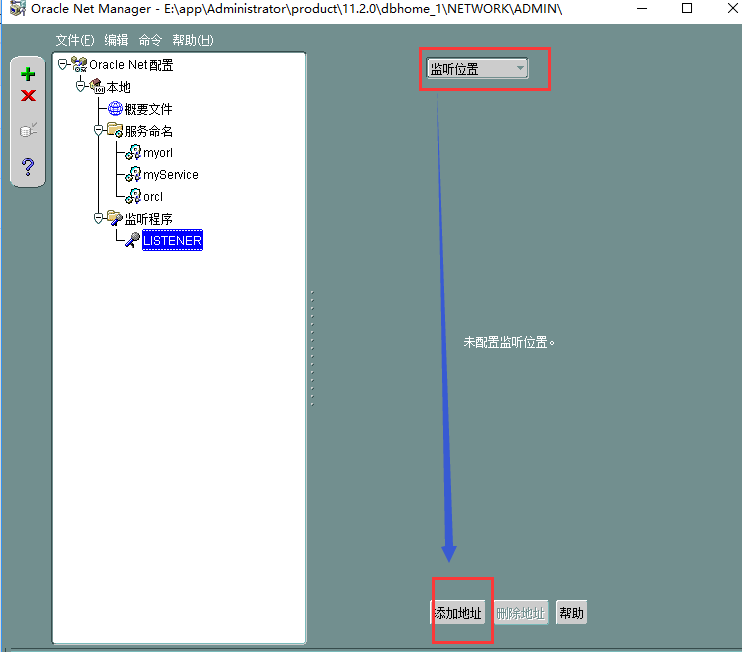 Oracle Net Manager - E:\app\Administrator\product\11.2.0\dbhome_1\NETWORK\ADMIN\
文件(F) 编辑 命令 帮助(H)
Oracle Net配置
本地
概要文件
服务命名
myorl
myService
orcl
监听程序
LISTENER
监听位置
未配置监听位置。
添加地址 删除地址 帮助